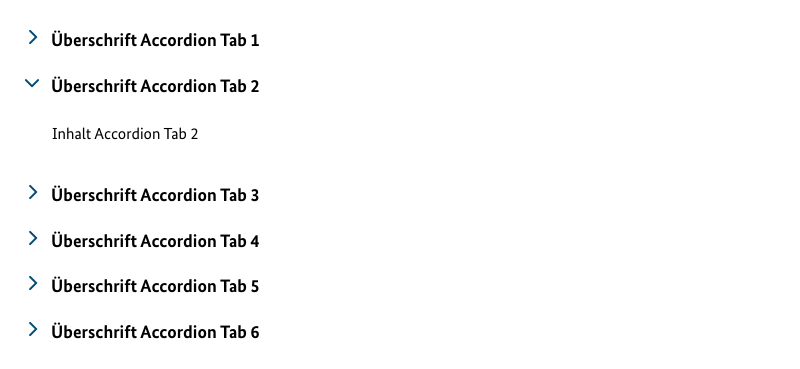 Überschrift Accordion Tab 1
Überschrift Accordion Tab 2
Inhalt Accordion Tab 2
Überschrift Accordion Tab 3
Überschrift Accordion Tab 4
Überschrift Accordion Tab 5
Überschrift Accordion Tab 6